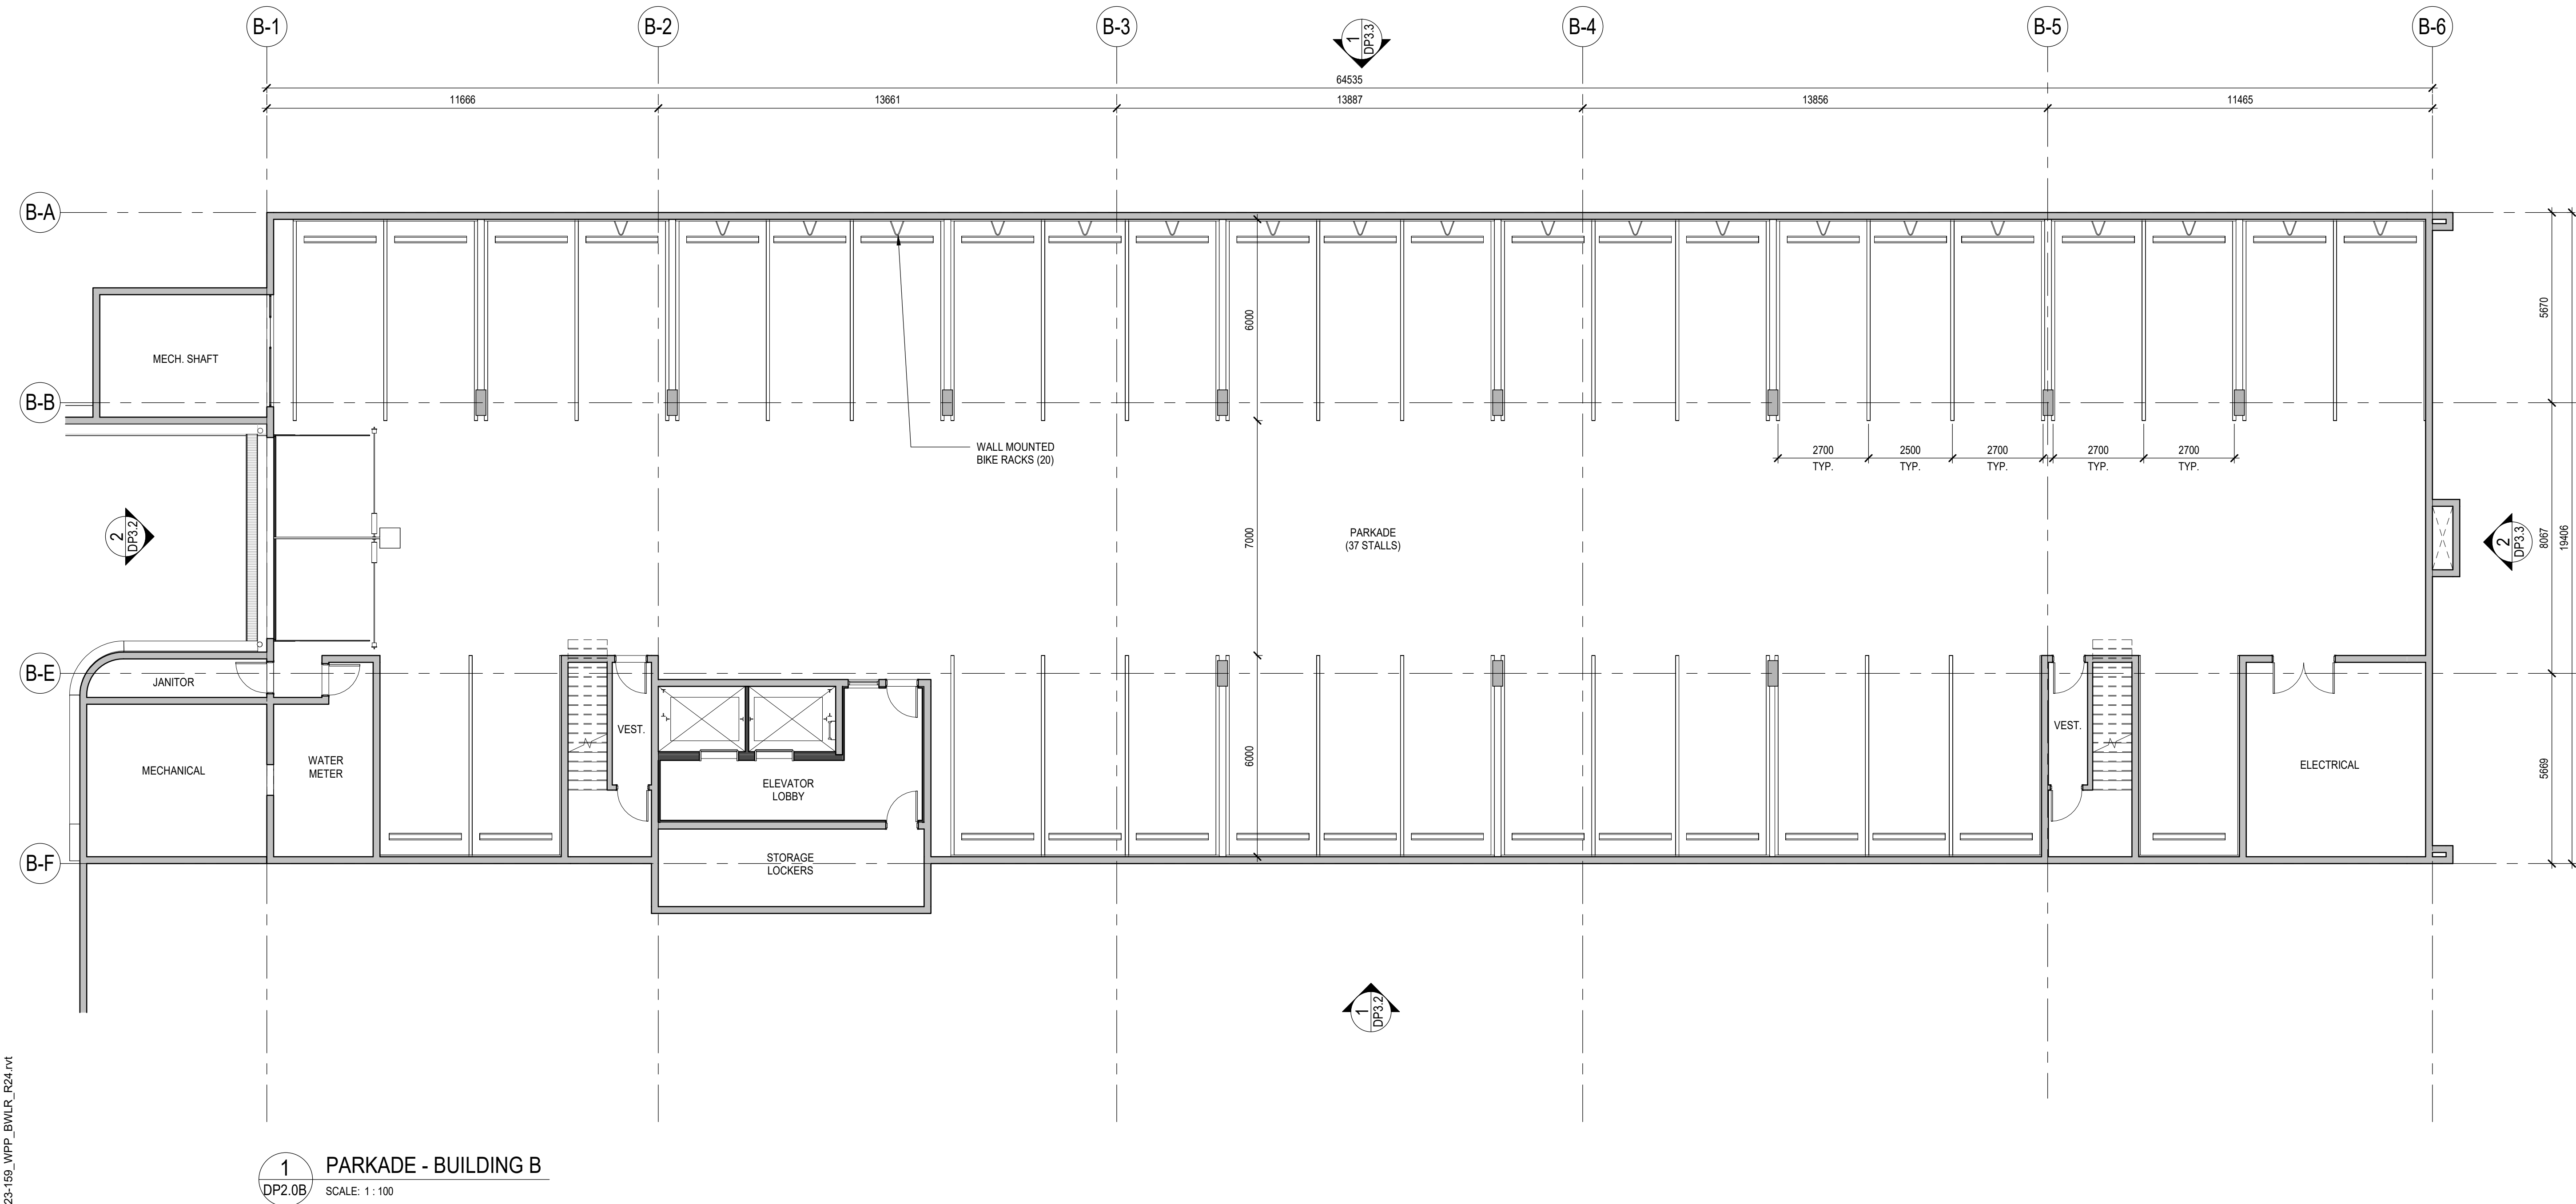 B-1
B-2
B-3
B-4
B-5
B-6
1
DP3.3
64535
11666
13661
13887
13856
11465
B-A
B-B
B-E
B-F
MECH. SHAFT
6000
5670
WALL MOUNTED
BIKE RACKS (20)
2700
TYP.
2500
TYP.
2700
TYP.
2700
TYP.
2700
TYP.
2
DP3.2
7000
PARKADE
(37 STALLS)
2
DP3.3
8067
19406
JANITOR
MECHANICAL
WATER
METER
VEST.
ELEVATOR
LOBBY
STORAGE
LOCKERS
6000
VEST.
ELECTRICAL
5669
1
DP3.2
23-159_WPP_BWLR_R24.rvt
1
DP2.0B
PARKADE - BUILDING B
SCALE: 1 : 100